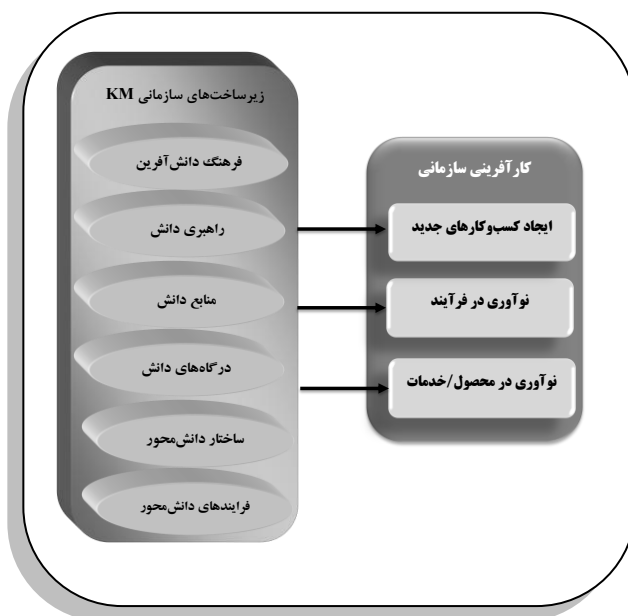 زیرساخت‌های سازمانی KM
فرهنگ دانش‌آفرین
راهبری دانش
منابع دانش
درگاه‌های دانش
ساختار دانش‌محور
فرایندهای دانش‌محور
کارآفرینی سازمانی
ایجاد کسب‌وکارهای جدید
نوآوری در فرآیند
نوآوری در محصول/خدمات